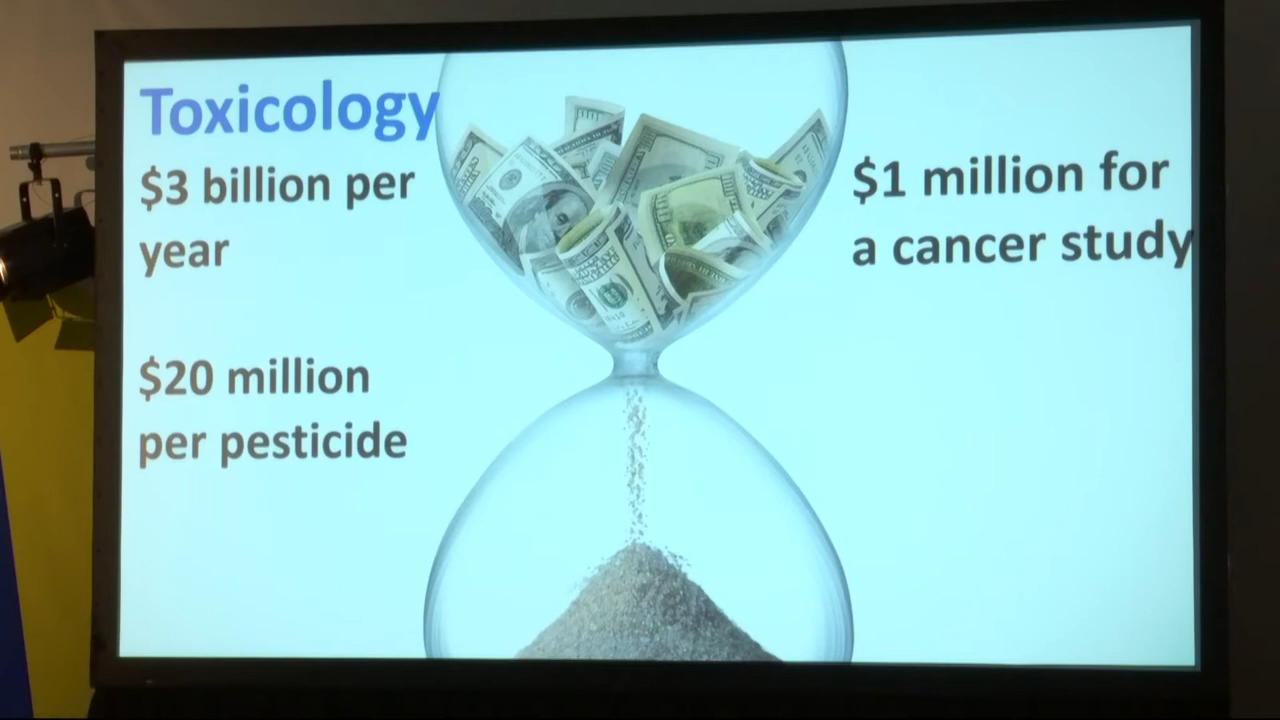 Toxicology
$3 billion per
year
$20 million
per pesticide
$1 million for
a cancer study